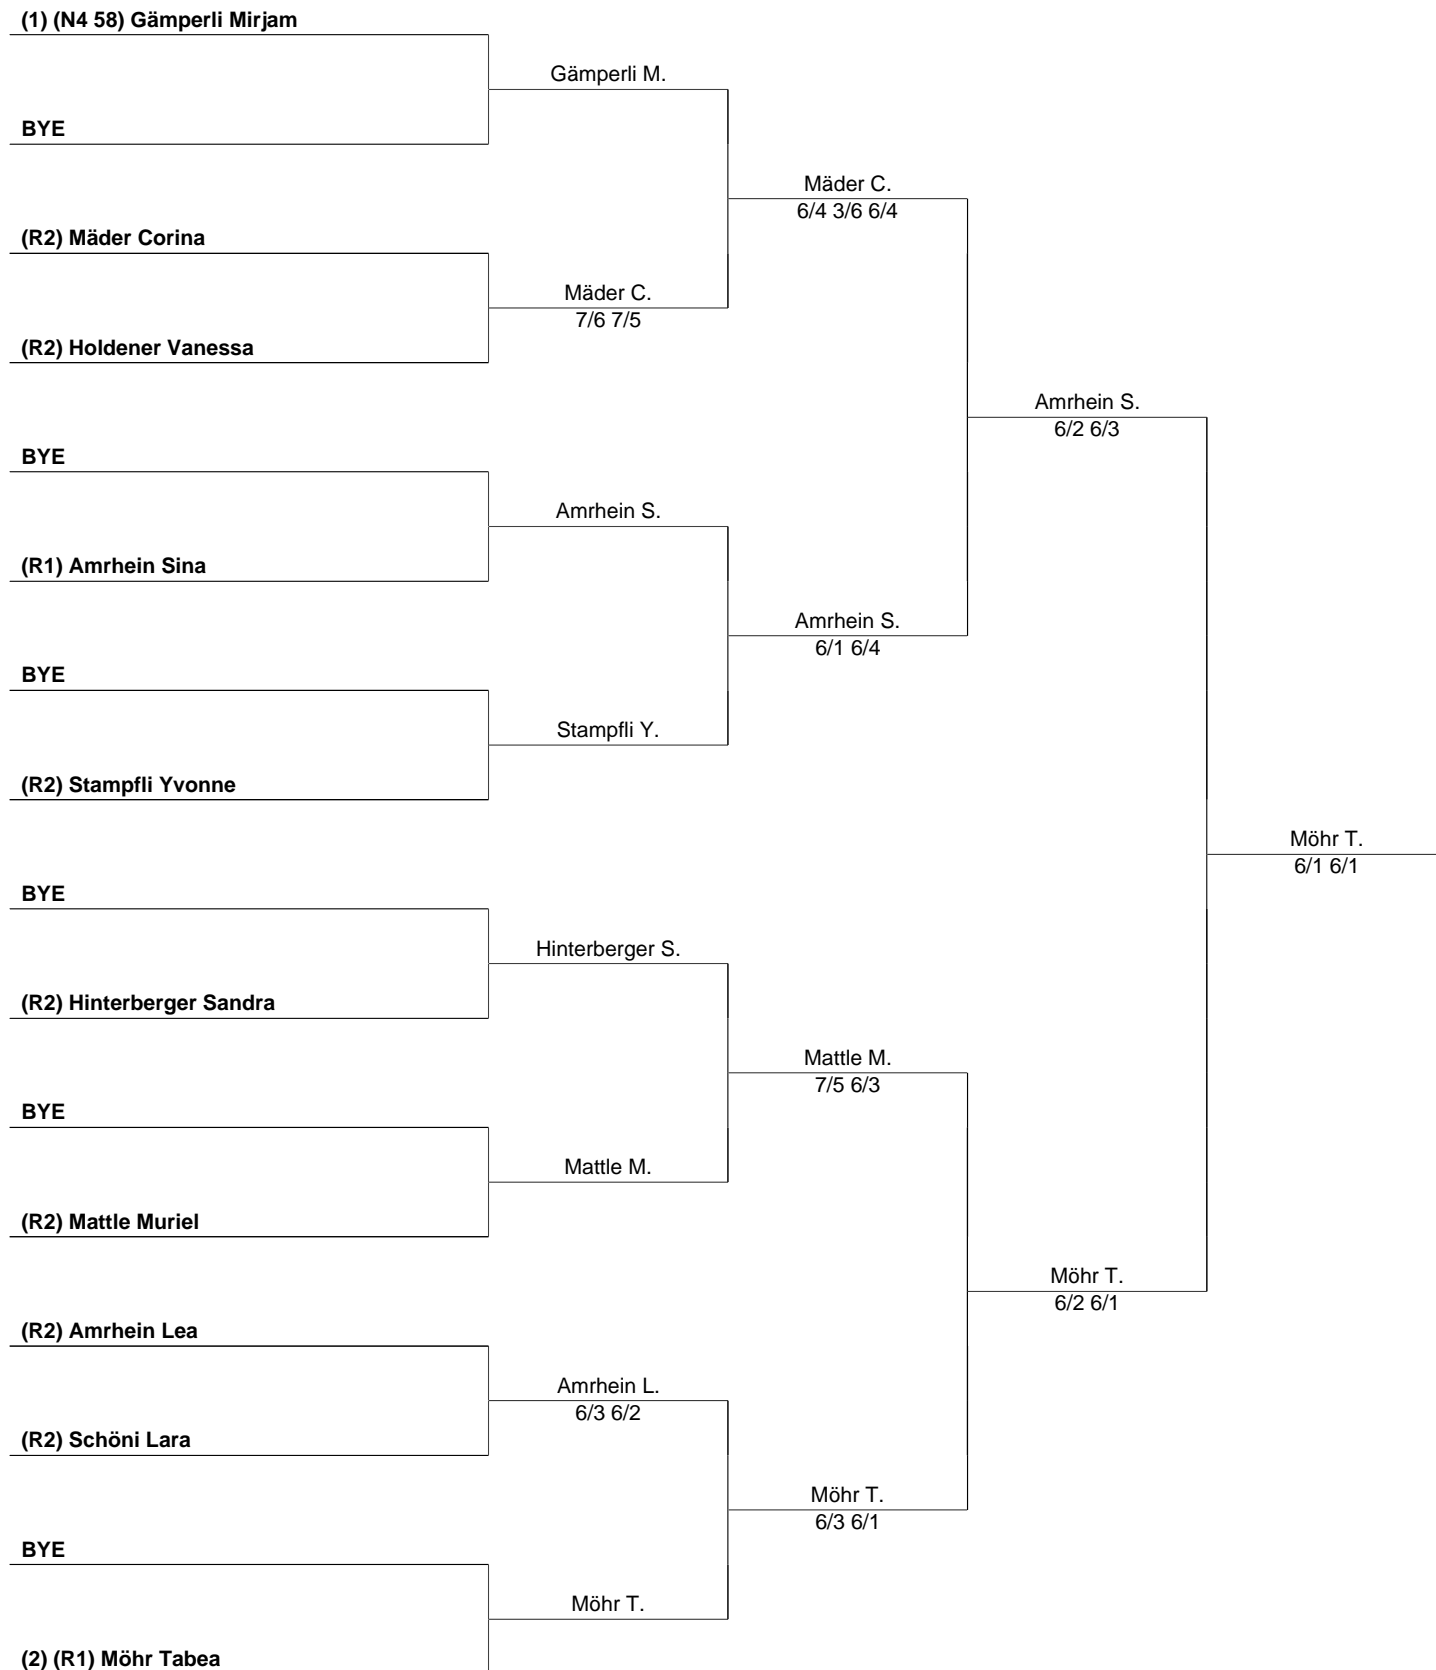 (1) (N4 58) Gämperli Mirjam
Gämperli M.
BYE
Mäder C.
6/4 3/6 6/4
(R2) Mäder Corina
Mäder C.
7/6 7/5
(R2) Holdener Vanessa
Amrhein S.
6/2 6/3
BYE
Amrhein S.
(R1) Amrhein Sina
Amrhein S.
6/1 6/4
BYE
Stampfli Y.
(R2) Stampfli Yvonne
Möhr T.
6/1 6/1
BYE
Hinterberger S.
(R2) Hinterberger Sandra
Mattle M.
7/5 6/3
BYE
Mattle M.
(R2) Mattle Muriel
Möhr T.
6/2 6/1
(R2) Amrhein Lea
Amrhein L.
6/3 6/2
(R2) Schöni Lara
Möhr T.
6/3 6/1
BYE
Möhr T.
(2) (R1) Möhr Tabea